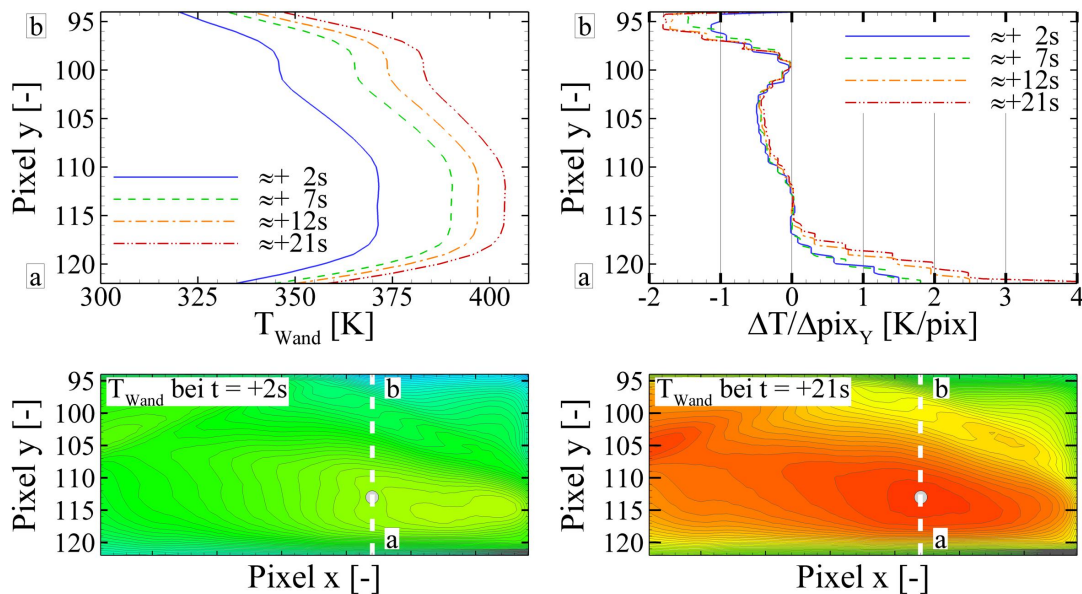 b
95
100
105
110
115
120
a
Pixel y [-]
≈+ 2s
≈+ 7s
≈+12s
≈+21s
300
325
350
375
400
T_Wand [K]
b
95
100
105
110
115
120
a
Pixel y [-]
≈+ 2s
≈+ 7s
≈+12s
≈+21s
-2
-1
0
1
2
3
4
ΔT/Δpix_Y [K/pix]
T_Wand bei t = +2s
b
a
95
100
105
110
115
120
Pixel y [-]
Pixel x [-]
T_Wand bei t = +21s
b
a
95
100
105
110
115
120
Pixel y [-]
Pixel x [-]